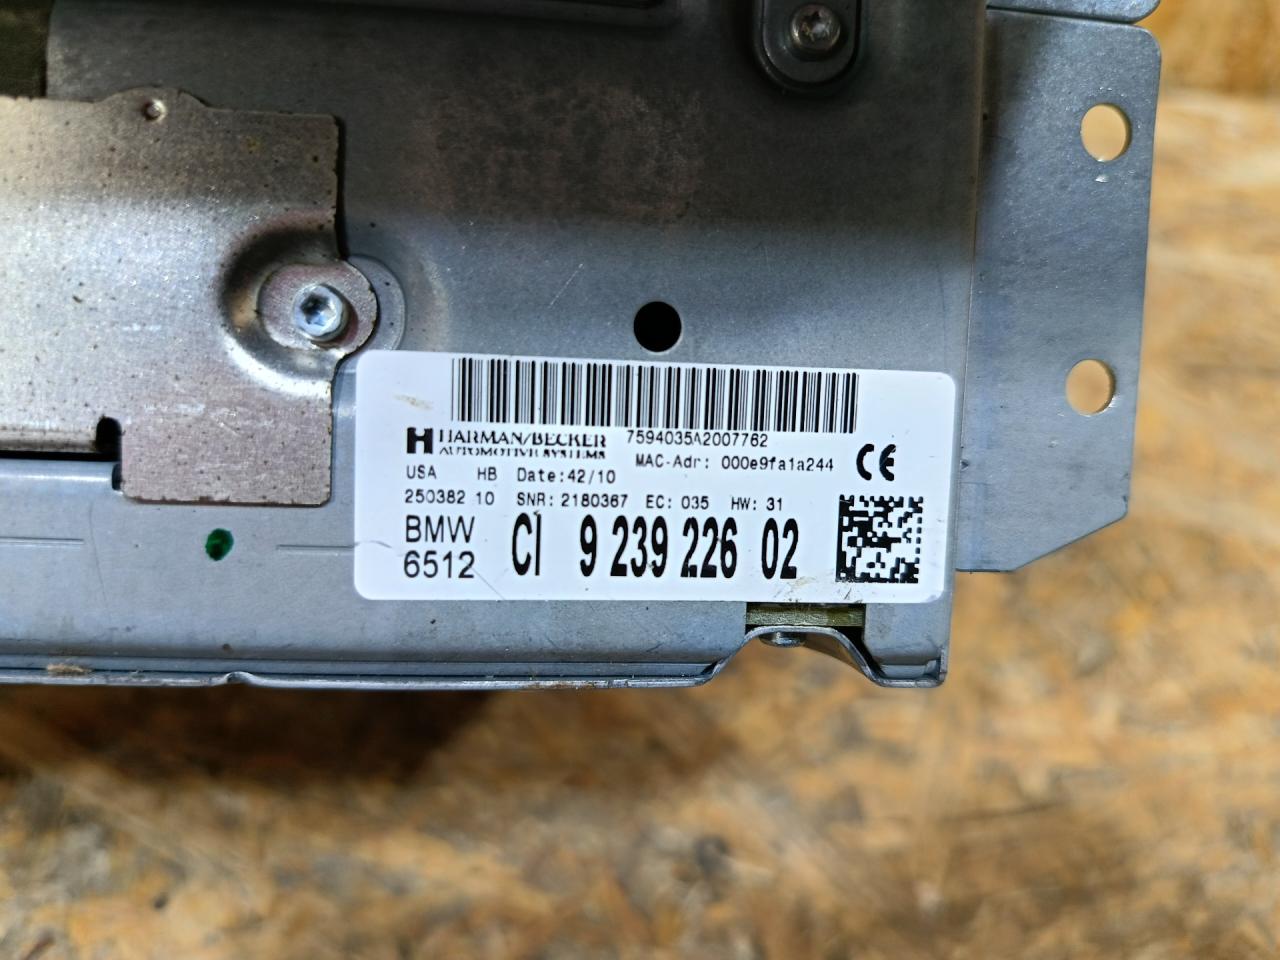 HARMAN/BECKER 7594035A2007762
AUTOMOTIVE SYSTEMS MAC-Adr: 000e9fa1a244 CE
USA HB Date:42/10
250382 10 SNR: 2180367 EC: 035 HW: 31
BMW CI 9 239 226 02
6512